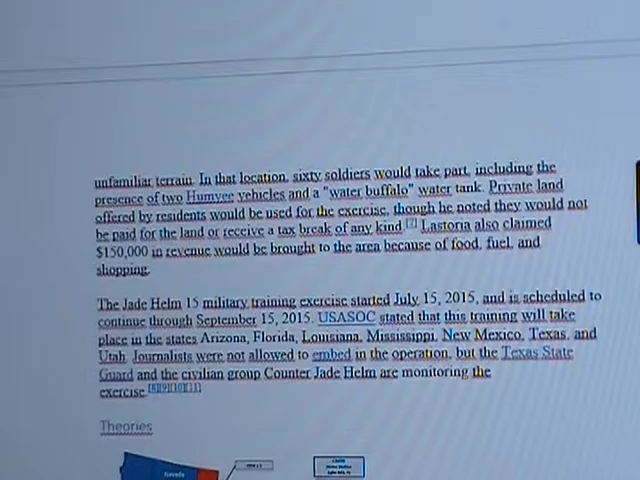 unfamiliar terrain. In that location, sixty soldiers would take part, including the
presence of two Humvee vehicles and a "water buffalo" water tank. Private land
offered by residents would be used for the exercise, though he noted they would not
be paid for the land or receive a tax break of any kind.[7] Lastoria also claimed
$150,000 in revenue would be brought to the area because of food, fuel, and
shopping.
The Jade Helm 15 military training exercise started July 15, 2015, and is scheduled to
continue through September 15, 2015. USASOC stated that this training will take
place in the states Arizona, Florida, Louisiana, Mississippi, New Mexico, Texas, and
Utah. Journalists were not allowed to embed in the operation, but the Texas State
Guard and the civilian group Counter Jade Helm are monitoring the
exercise.[8][9][10][11]
Theories
Nevada